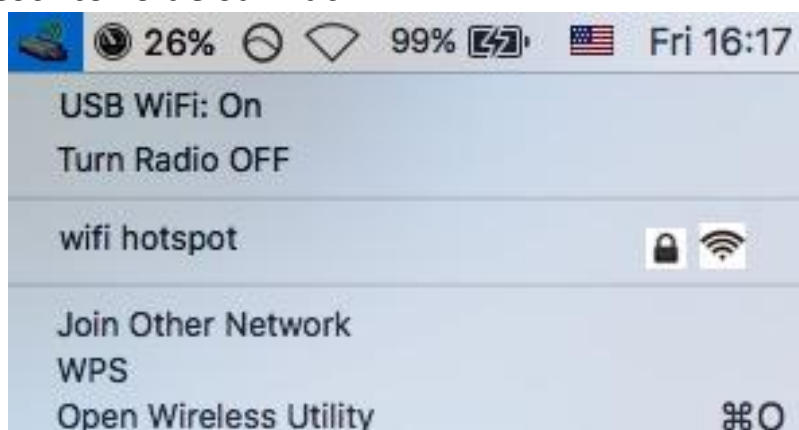 26% 99% Fri 16:17
USB WiFi: On
Turn Radio OFF
wifi hotspot
Join Other Network
WPS
Open Wireless Utility ⌘O